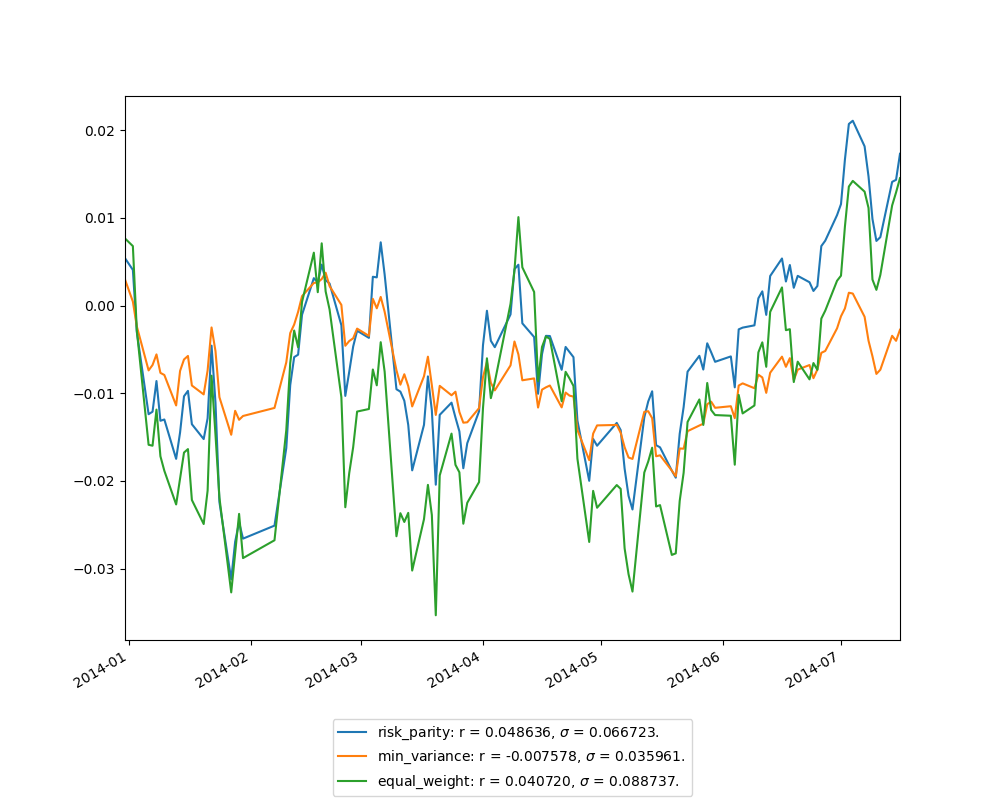 0.02
0.01
0.00
−0.01
−0.02
−0.03
2014-01 2014-02 2014-03 2014-04 2014-05 2014-06 2014-07
risk_parity: r = 0.048636, σ = 0.066723.
min_variance: r = -0.007578, σ = 0.035961.
equal_weight: r = 0.040720, σ = 0.088737.